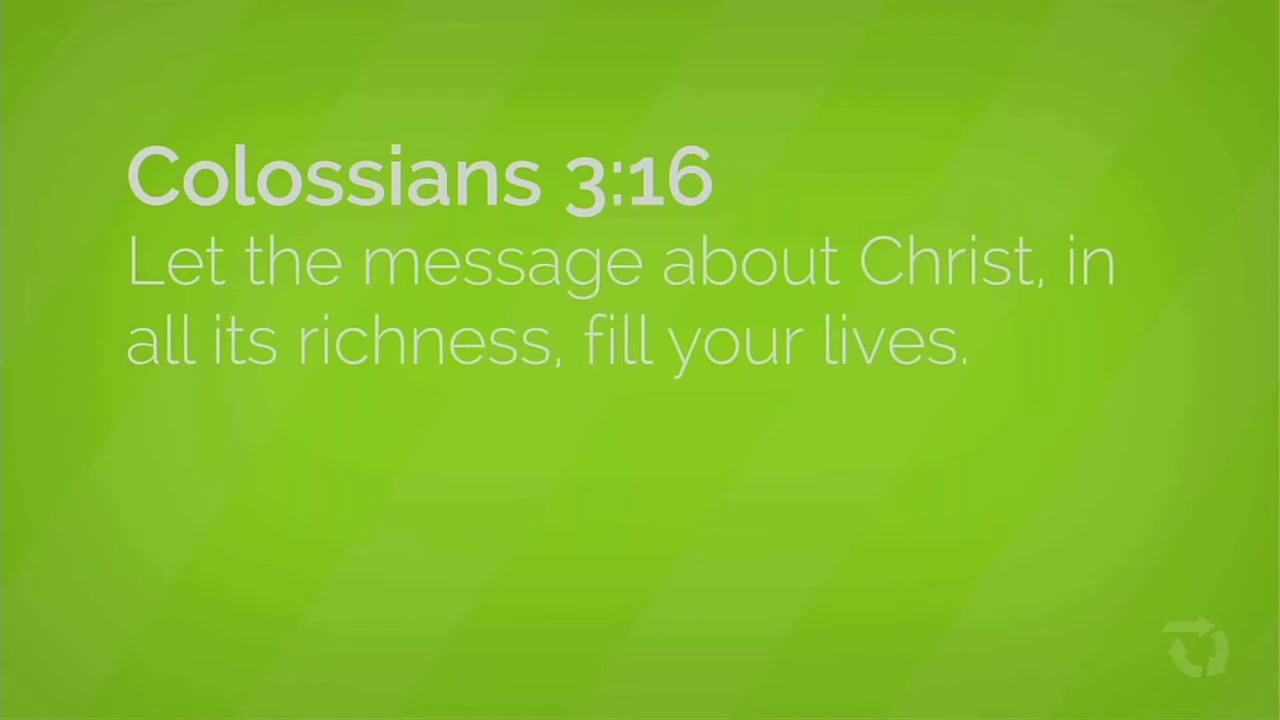 Colossians 3:16
Let the message about Christ, in
all its richness, fill your lives.